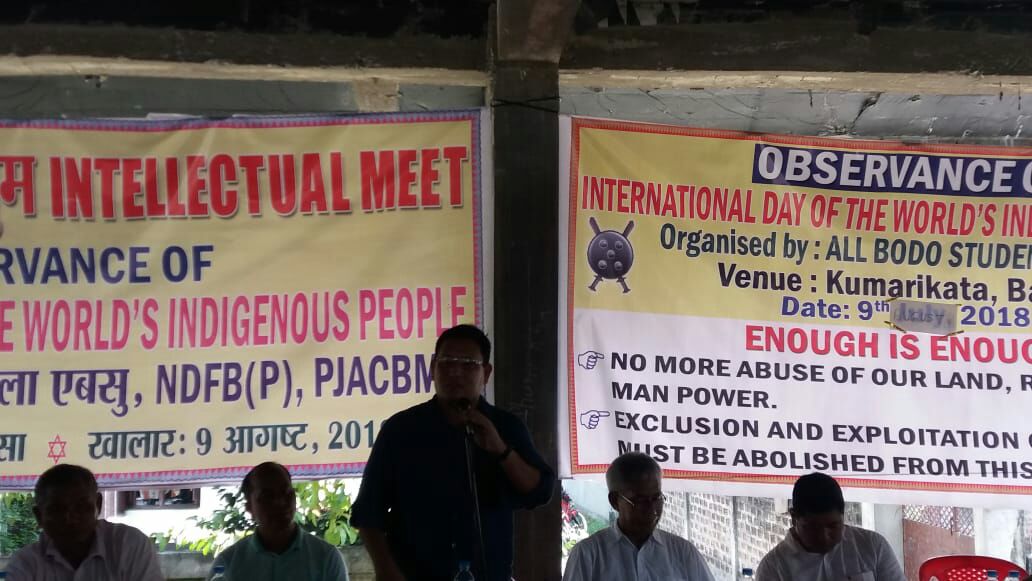 म INTELLECTUAL MEET
RVANCE OF
E WORLD'S INDIGENOUS PEOPLE
ला एबसु, NDFB(P), PJACBM
सा खालार: 9 आगष्ट, 201
OBSERVANCE O
INTERNATIONAL DAY OF THE WORLD'S IN
Organised by : ALL BODO STUDEN
Venue : Kumarikata, Ba
Date: 9th August, 2018
ENOUGH IS ENOUG
NO MORE ABUSE OF OUR LAND, R
MAN POWER.
EXCLUSION AND EXPLOITATION
MUST BE ABOLISHED FROM THIS